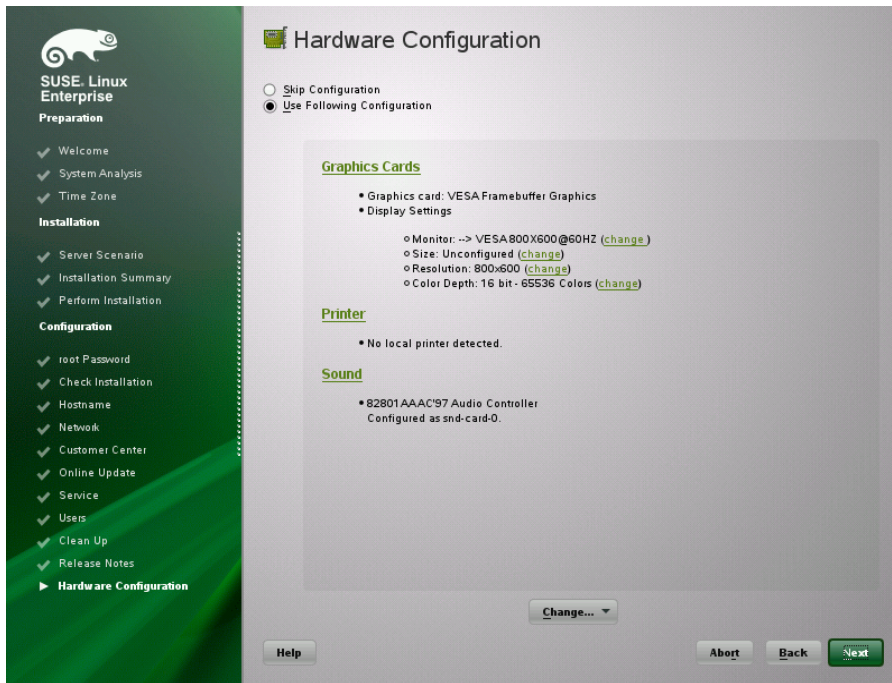 SUSE. Linux
Enterprise
Preparation
Welcome
System Analysis
Time Zone
Installation
Server Scenario
Installation Summary
Perform Installation
Configuration
root Password
Check Installation
Hostname
Network
Customer Center
Online Update
Service
Users
Clean Up
Release Notes
Hardware Configuration
Hardware Configuration
Skip Configuration
Use Following Configuration
Graphics Cards
• Graphics card: VESA Framebuffer Graphics
• Display Settings
Monitor: --> VESA 800X600@60HZ (change )
Size: Unconfigured (change)
Resolution: 800x600 (change)
Color Depth: 16 bit - 65536 Colors (change)
Printer
• No local printer detected.
Sound
• 82801AAAC'97 Audio Controller
Configured as snd-card-0.
Change...
Help
Abort
Back
Next